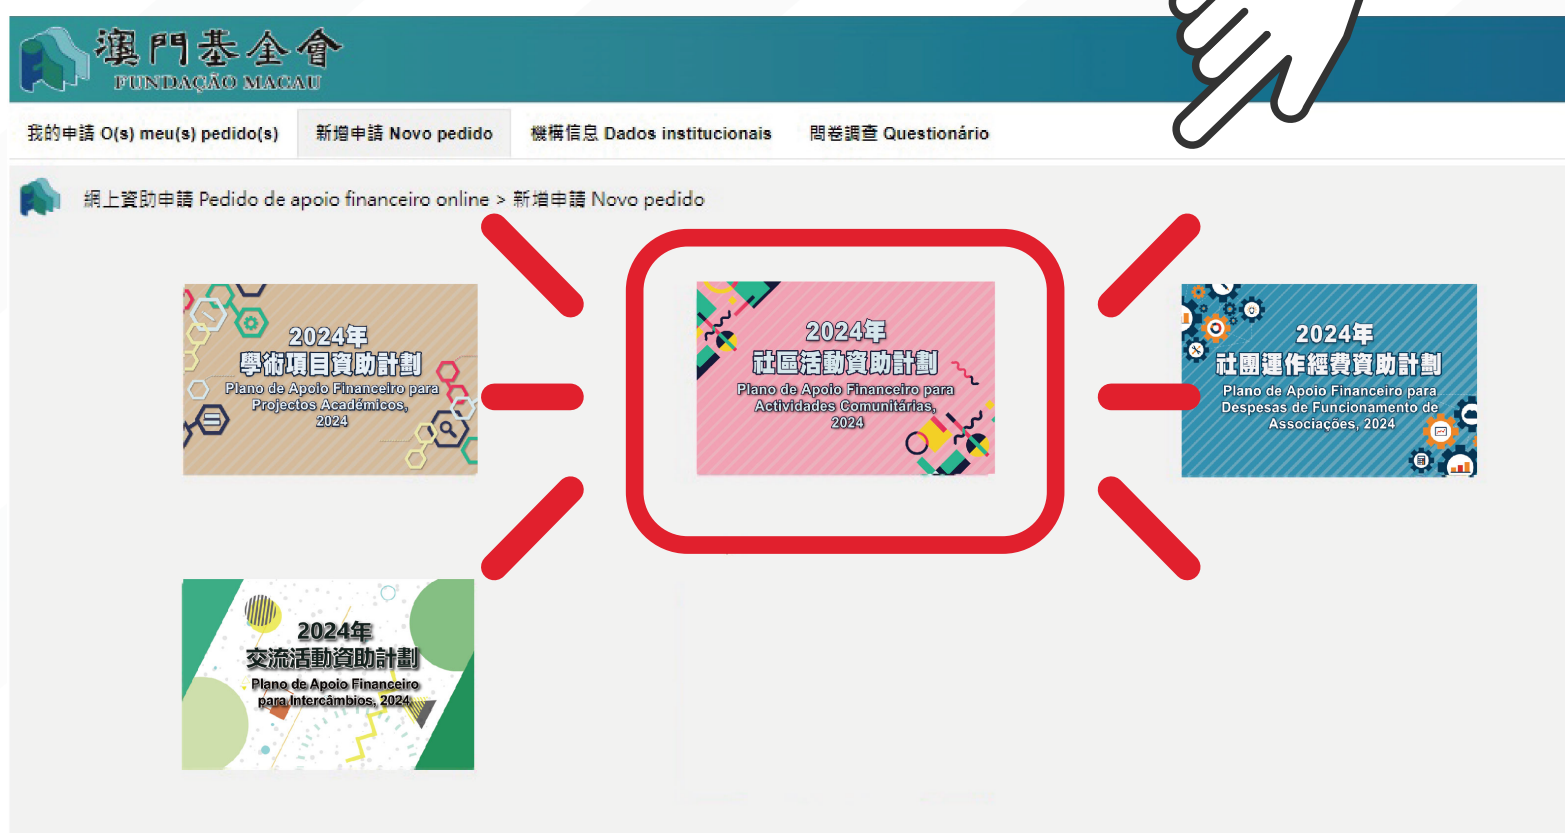 澳門基金會
FUNDAÇÃO MACAU
我的申請 O(s) meu(s) pedido(s)
新增申請 Novo pedido
機構信息 Dados institucionais
問卷調查 Questionário
網上資助申請 Pedido de apoio financeiro online > 新增申請 Novo pedido
2024年
學術項目資助計劃
Plano de Apoio Financeiro para
Projectos Académicos,
2024
2024年
社區活動資助計劃
Plano de Apoio Financeiro para
Actividades Comunitárias,
2024
2024年
社團運作經費資助計劃
Plano de Apoio Financeiro para
Despesas de Funcionamento de
Associações, 2024
2024年
交流活動資助計劃
Plano de Apoio Financeiro
para Intercâmbios, 2024